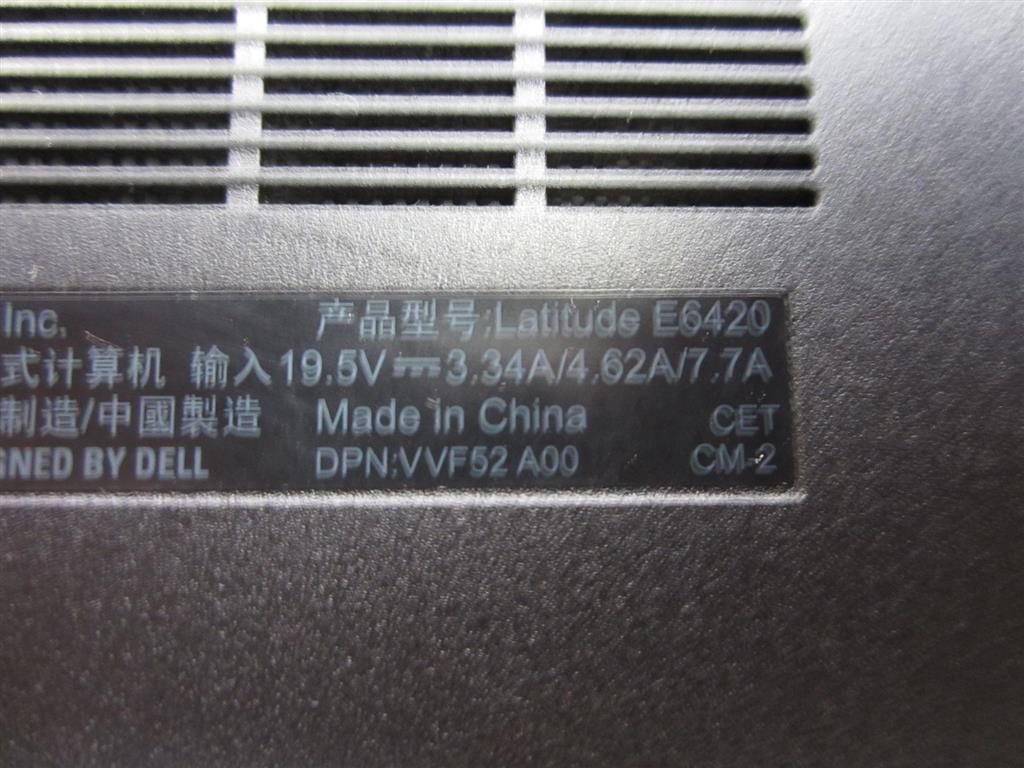 Inc. 产品型号:Latitude E6420
式计算机 输入19.5V⎓3.34A/4.62A/7.7A
制造/中國製造 Made in China CET
GNED BY DELL DPN:VVF52 A00 CM-2